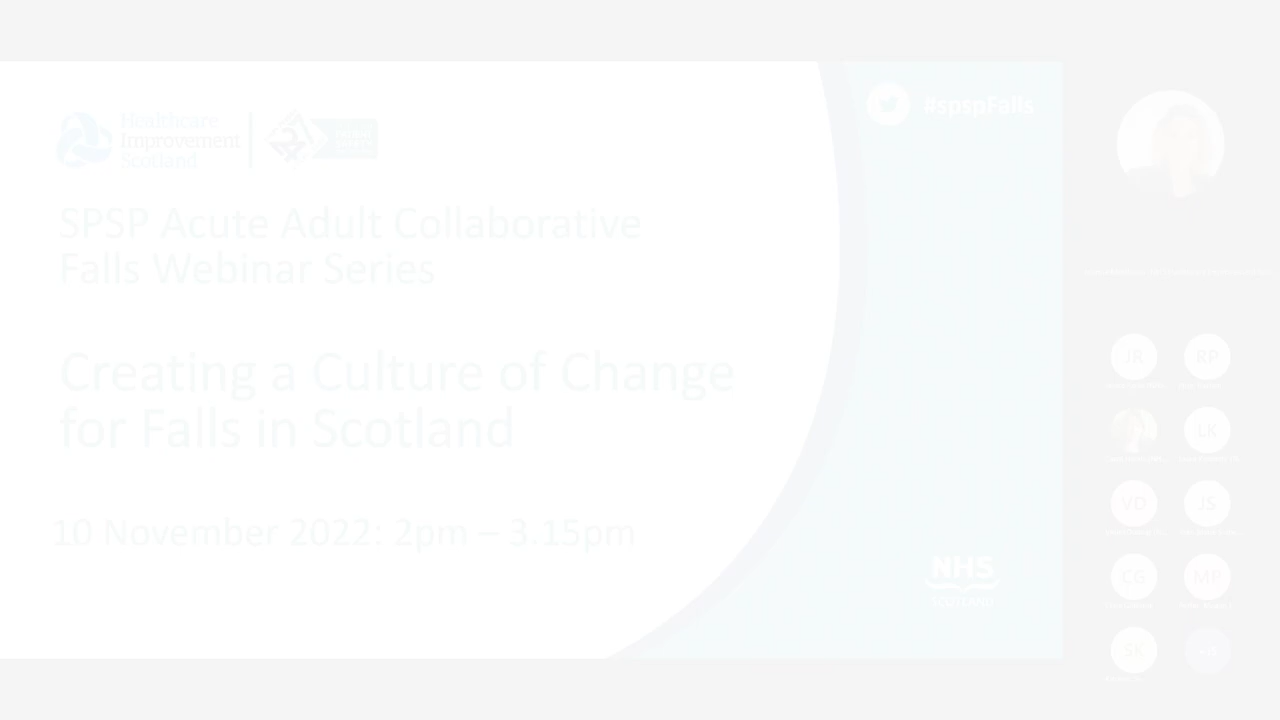 #spspFalls
Healthcare
Improvement
Scotland
SPSP Acute Adult Collaborative
Falls Webinar Series
Creating a Culture of Change
for Falls in Scotland
10 November 2022: 2pm – 3.15pm
NHS
SCOTLAND
JR
RP
LK
VD
JS
CG
MR
SK